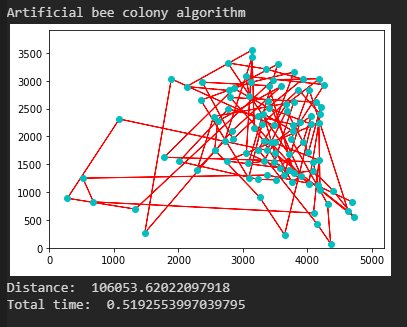 Artificial bee colony algorithm
3500
3000
2500
2000
1500
1000
500
0
0 1000 2000 3000 4000 5000
Distance: 106053.62022097918
Total time: 0.5192553997039795